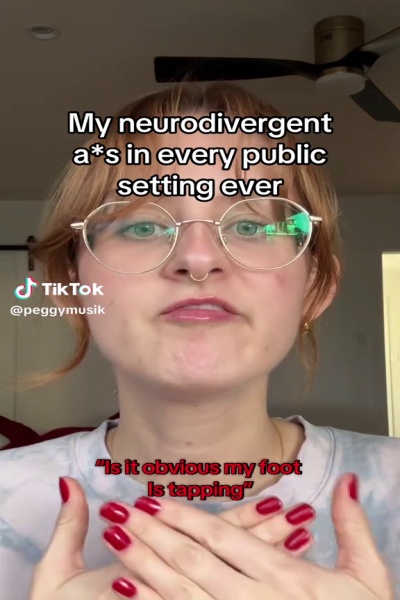 My neurodivergent
a*s in every public
setting ever
TikTok
@peggymusik
"Is it obvious my foot
Is tapping"